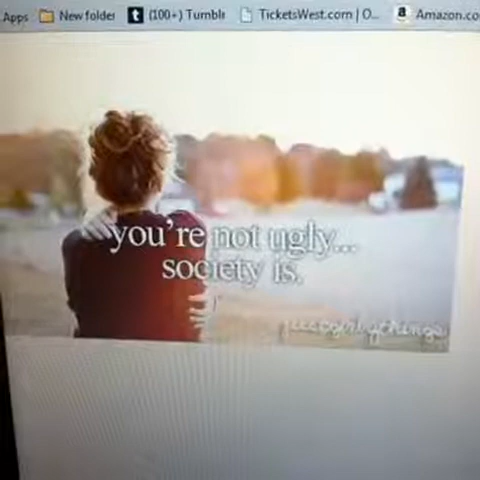 Apps New folder (100+) Tumblr TicketsWest.com | O... Amazon.co
you're not ugly...
society is.